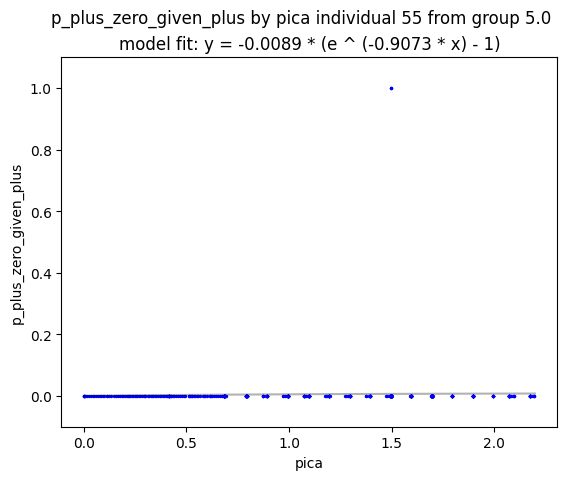 p_plus_zero_given_plus by pica individual 55 from group 5.0
model fit: y = -0.0089 * (e ^ (-0.9073 * x) - 1)
1.0
0.8
0.6
0.4
0.2
0.0
p_plus_zero_given_plus
0.0 0.5 1.0 1.5 2.0
pica